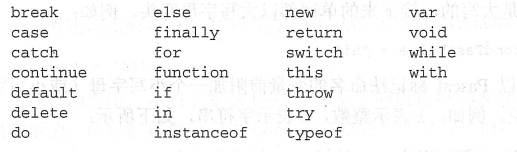 break else new var
case finally return void
catch for switch while
continue function this with
default if throw
delete in try
do instanceof typeof